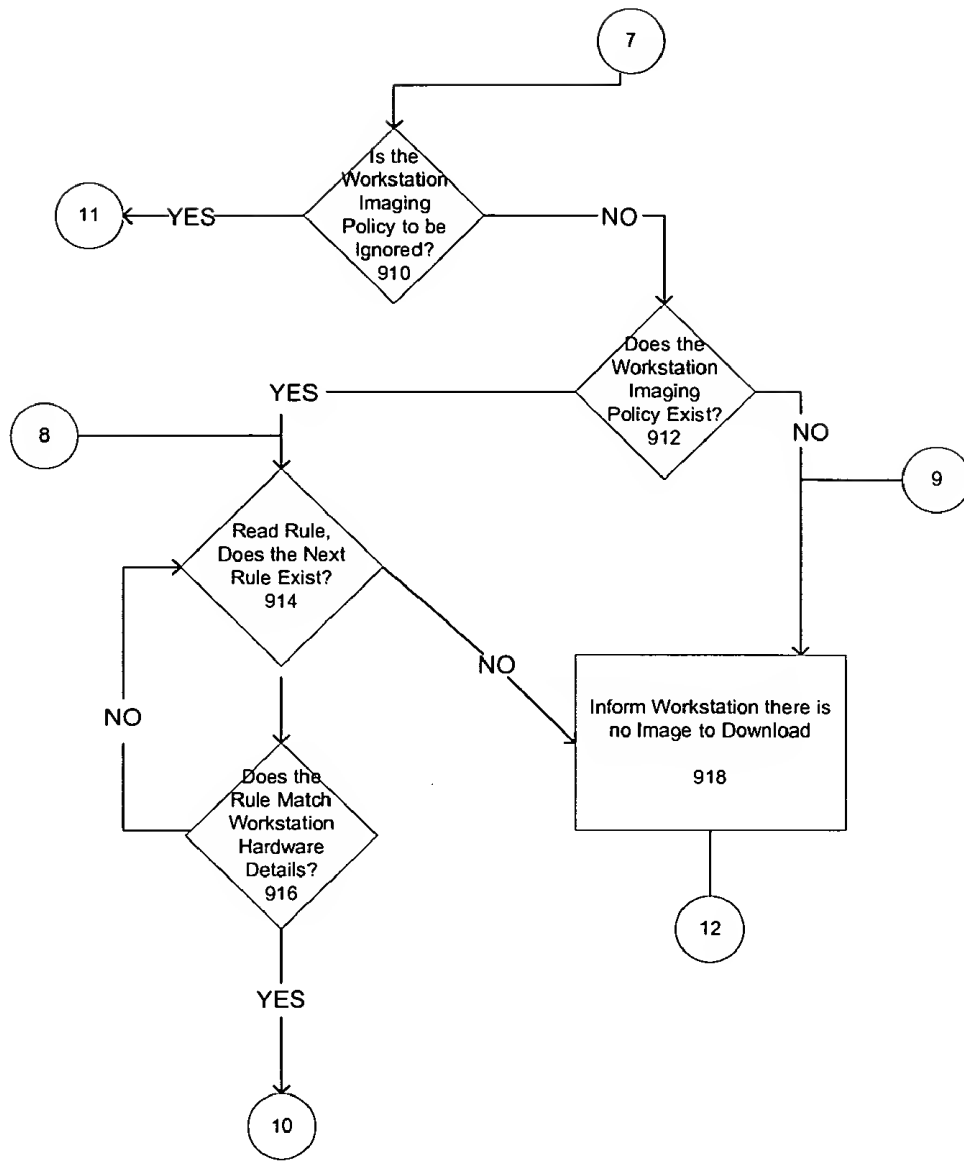 7
Is the
Workstation
Imaging
Policy to be
Ignored?
910
11
YES
NO
Does the
Workstation
Imaging
Policy Exist?
912
YES
NO
8
9
Read Rule,
Does the Next
Rule Exist?
914
NO
NO
Inform Workstation there is
no Image to Download
918
Does the
Rule Match
Workstation
Hardware
Details?
916
12
YES
10